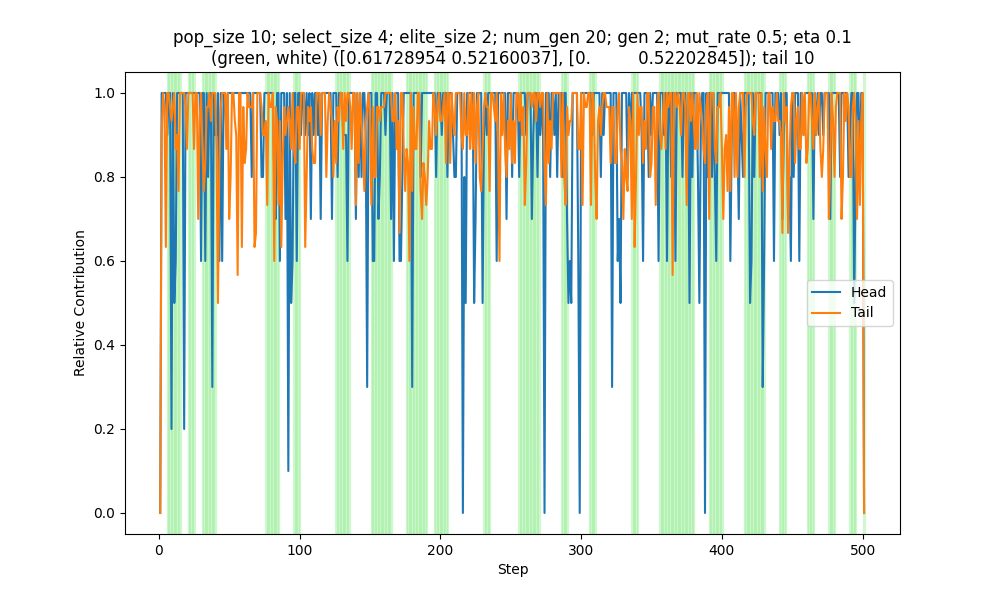 pop_size 10; select_size 4; elite_size 2; num_gen 20; gen 2; mut_rate 0.5; eta 0.1
(green, white) ([0.61728954 0.52160037], [0.         0.52202845]); tail 10
1.0
0.8
0.6
0.4
0.2
0.0
Relative Contribution
Head
Tail
0 100 200 300 400 500
Step